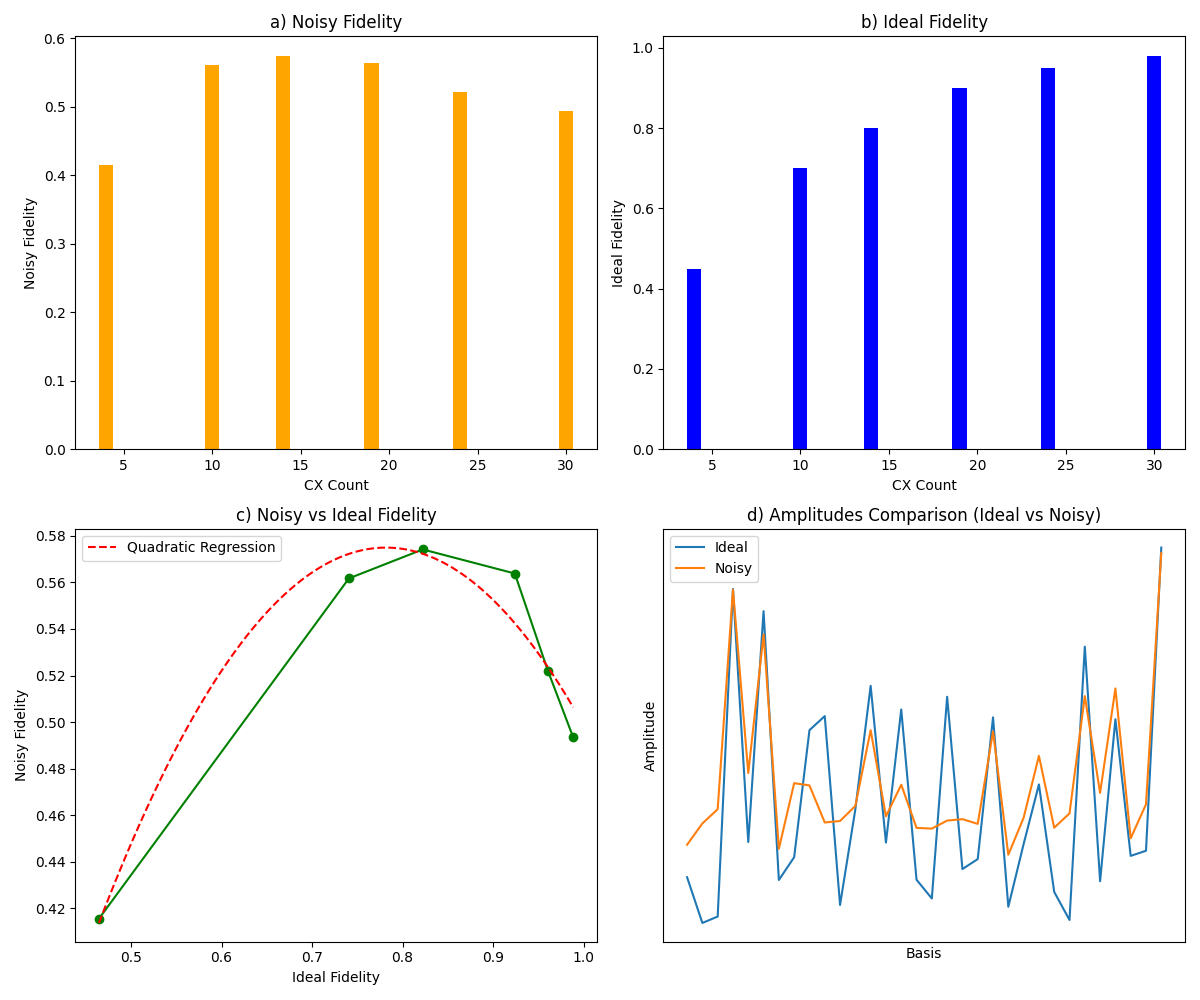 a) Noisy Fidelity
0.6
0.5
0.4
0.3
0.2
0.1
0.0
Noisy Fidelity
5 10 15 20 25 30
CX Count
b) Ideal Fidelity
1.0
0.8
0.6
0.4
0.2
0.0
Ideal Fidelity
5 10 15 20 25 30
CX Count
c) Noisy vs Ideal Fidelity
Quadratic Regression
0.58
0.56
0.54
0.52
0.50
0.48
0.46
0.44
0.42
Noisy Fidelity
0.5 0.6 0.7 0.8 0.9 1.0
Ideal Fidelity
d) Amplitudes Comparison (Ideal vs Noisy)
Ideal
Noisy
Amplitude
Basis